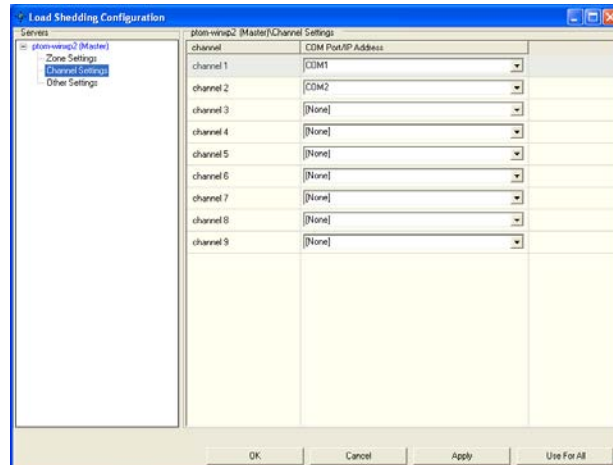 Load Shedding Configuration
Servers
ptom-winxp2 (Master)
Zone Settings
Channel Settings
Other Settings
ptom-winxp2 (Master)\Channel Settings
channel COM Port/IP Address
channel 1 COM1
channel 2 COM2
channel 3 [None]
channel 4 [None]
channel 5 [None]
channel 6 [None]
channel 7 [None]
channel 8 [None]
channel 9 [None]
OK Cancel Apply Use For All